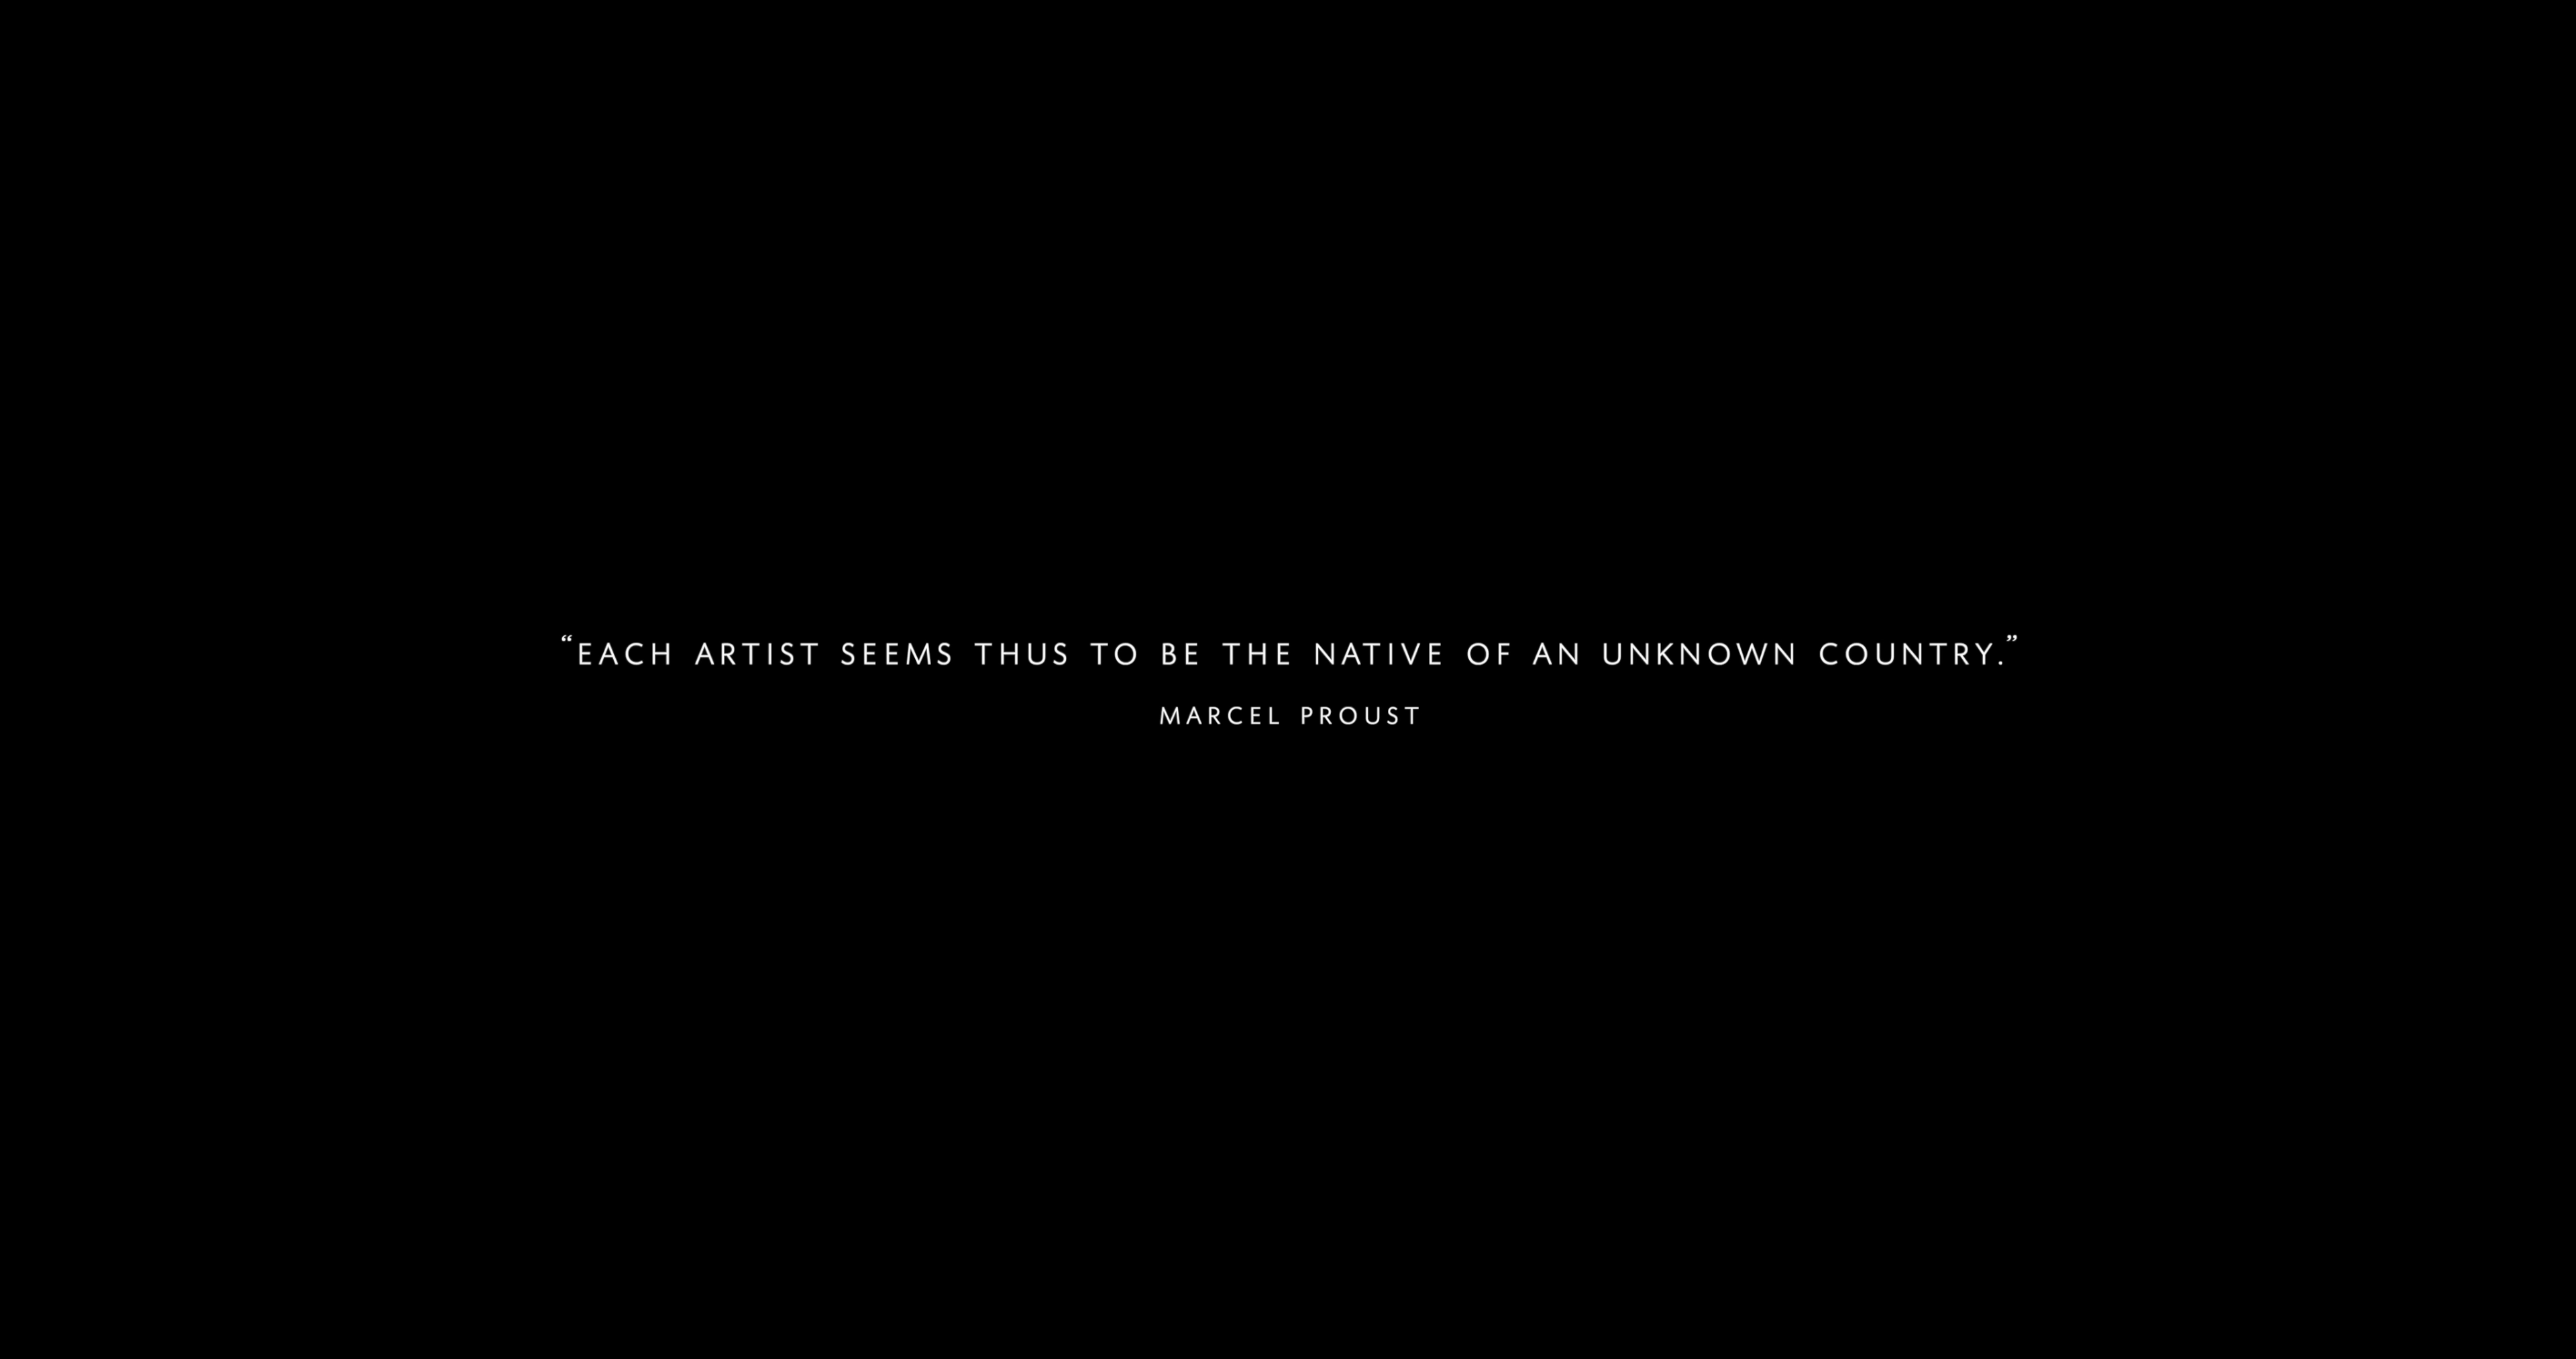 “EACH ARTIST SEEMS THUS TO BE THE NATIVE OF AN UNKNOWN COUNTRY.”
MARCEL PROUST